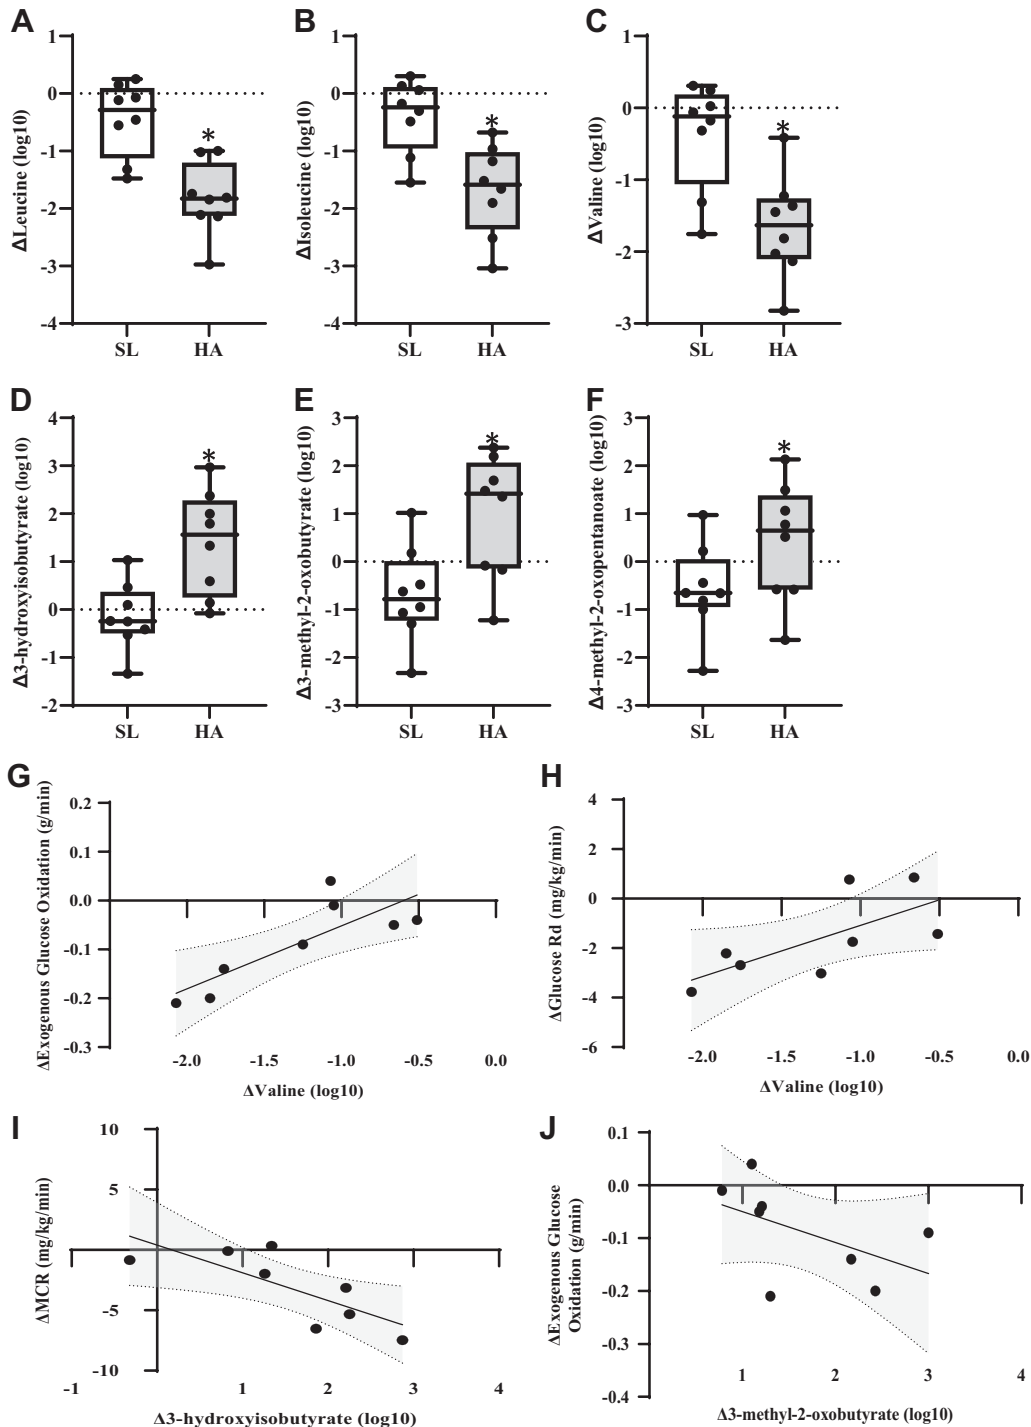 A
ΔLeucine (log10)
1
0
-1
-2
-3
-4
*
SL HA
B
ΔIsoleucine (log10)
1
0
-1
-2
-3
-4
*
SL HA
C
ΔValine (log10)
1
0
-1
-2
-3
*
SL HA
D
Δ3-hydroxyisobutyrate (log10)
4
3
2
1
0
-1
-2
*
SL HA
E
Δ3-methyl-2-oxobutyrate (log10)
3
2
1
0
-1
-2
-3
*
SL HA
F
Δ4-methyl-2-oxopentanoate (log10)
3
2
1
0
-1
-2
-3
*
SL HA
G
ΔExogenous Glucose Oxidation (g/min)
0.2
0.1
0.0
-0.1
-0.2
-0.3
-2.0 -1.5 -1.0 -0.5 0.0
ΔValine (log10)
H
ΔGlucose Rd (mg/kg/min)
4
2
0
-2
-4
-6
-2.0 -1.5 -1.0 -0.5 0.0
ΔValine (log10)
I
ΔMCR (mg/kg/min)
10
5
-5
-10
-1 1 2 3 4
Δ3-hydroxyisobutyrate (log10)
J
ΔExogenous Glucose
Oxidation (g/min)
0.1
0.0
-0.1
-0.2
-0.3
-0.4
1 2 3 4
Δ3-methyl-2-oxobutyrate (log10)